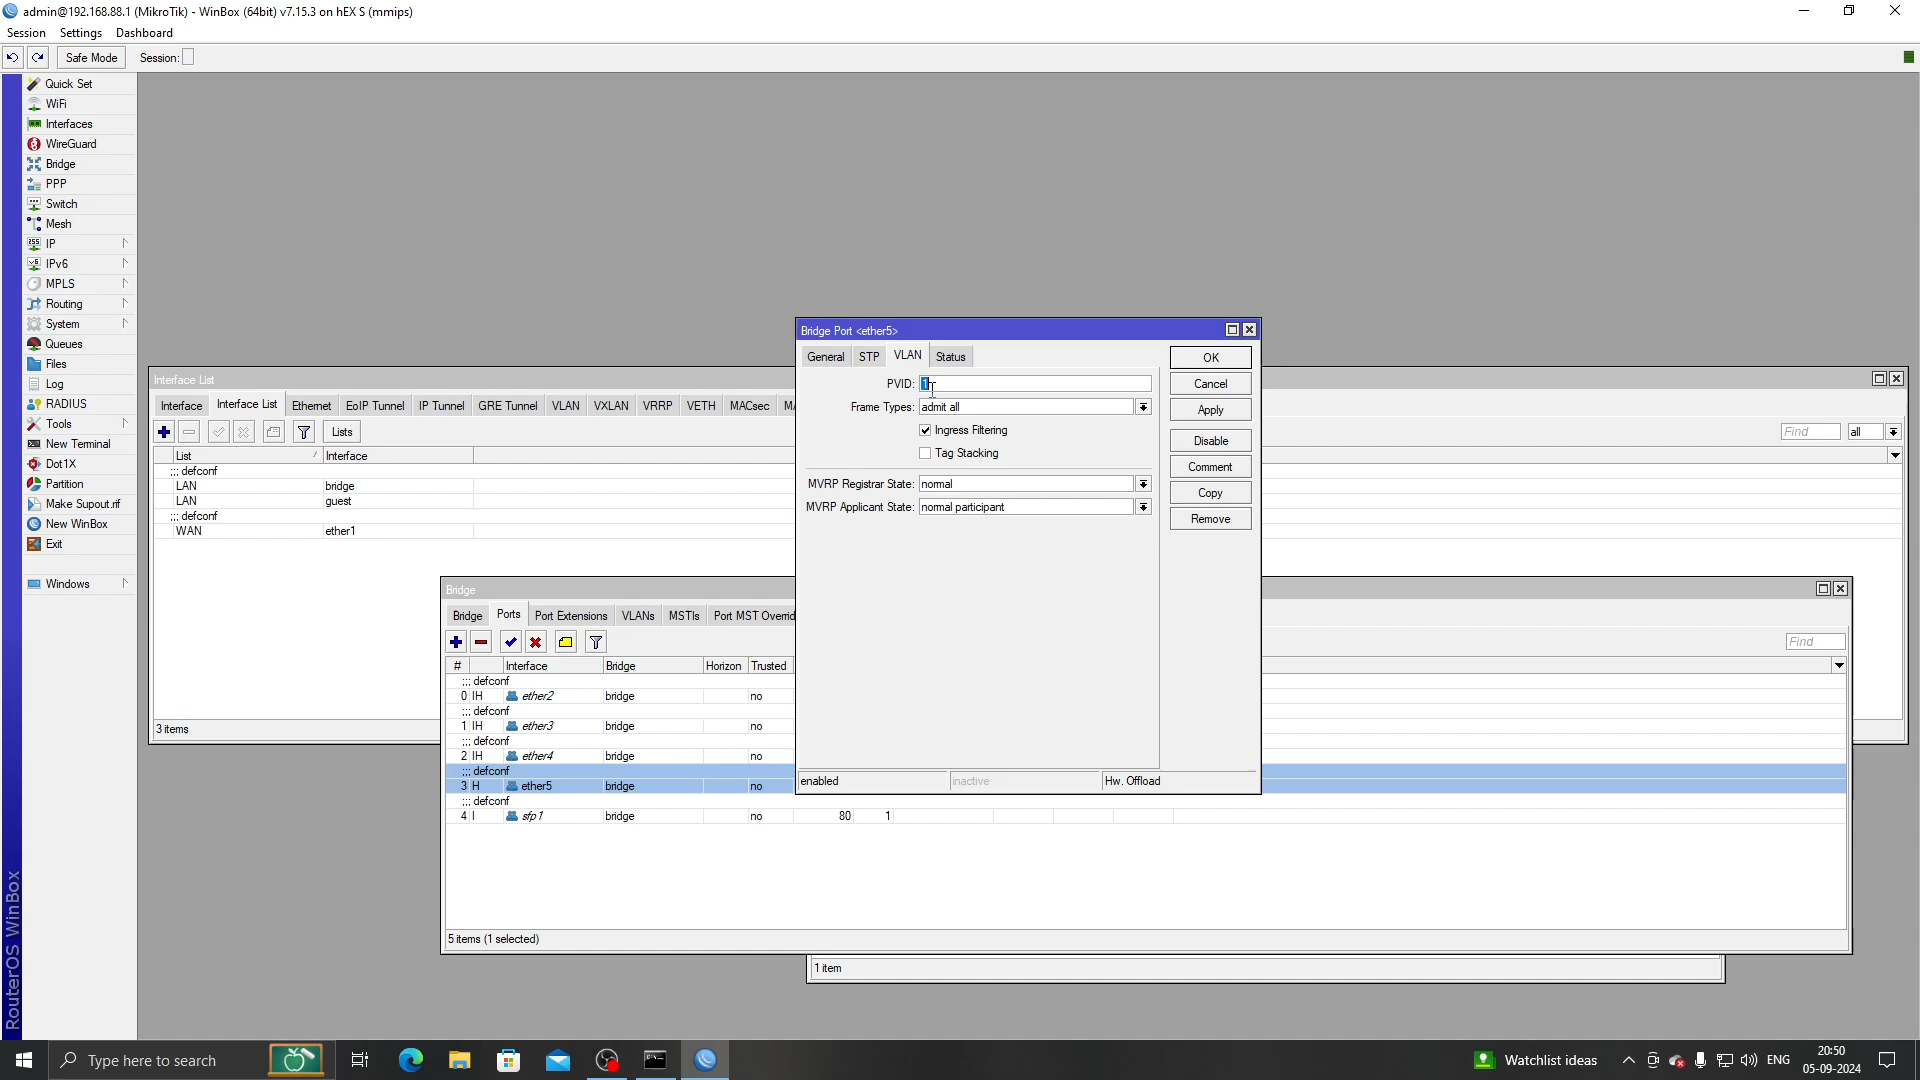 admin@192.168.88.1 (MikroTik) - WinBox (64bit) v7.15.3 on hEX S (mmips)
Session Settings Dashboard
Safe Mode Session:
Quick Set
WiFi
Interfaces
WireGuard
Bridge
PPP
Switch
Mesh
IP
IPv6
MPLS
Routing
System
Queues
Files
Log
RADIUS
Tools
New Terminal
Dot1X
Partition
Make Supout.rif
New WinBox
Exit
Windows
RouterOS WinBox
Interface List
Interface Interface List Ethernet EoIP Tunnel IP Tunnel GRE Tunnel VLAN VXLAN VRRP VETH MACsec
Lists Find all
List Interface
;;; defconf
LAN bridge
LAN guest
;;; defconf
WAN ether1
3 items
Bridge Port <ether5>
General STP VLAN Status
PVID: 1
Frame Types: admit all
Ingress Filtering
Tag Stacking
MVRP Registrar State: normal
MVRP Applicant State: normal participant
OK
Cancel
Apply
Disable
Comment
Copy
Remove
enabled inactive Hw. Offload
Bridge
Bridge Ports Port Extensions VLANs MSTIs Port MST Overrid
Find
# Interface Bridge Horizon Trusted
;;; defconf
0 IH ether2 bridge no
;;; defconf
1 IH ether3 bridge no
;;; defconf
2 IH ether4 bridge no
;;; defconf
3 H ether5 bridge no
;;; defconf
4 I sfp1 bridge no 80 1
5 items (1 selected)
1 item
Type here to search
Watchlist ideas
ENG
20:50
05-09-2024